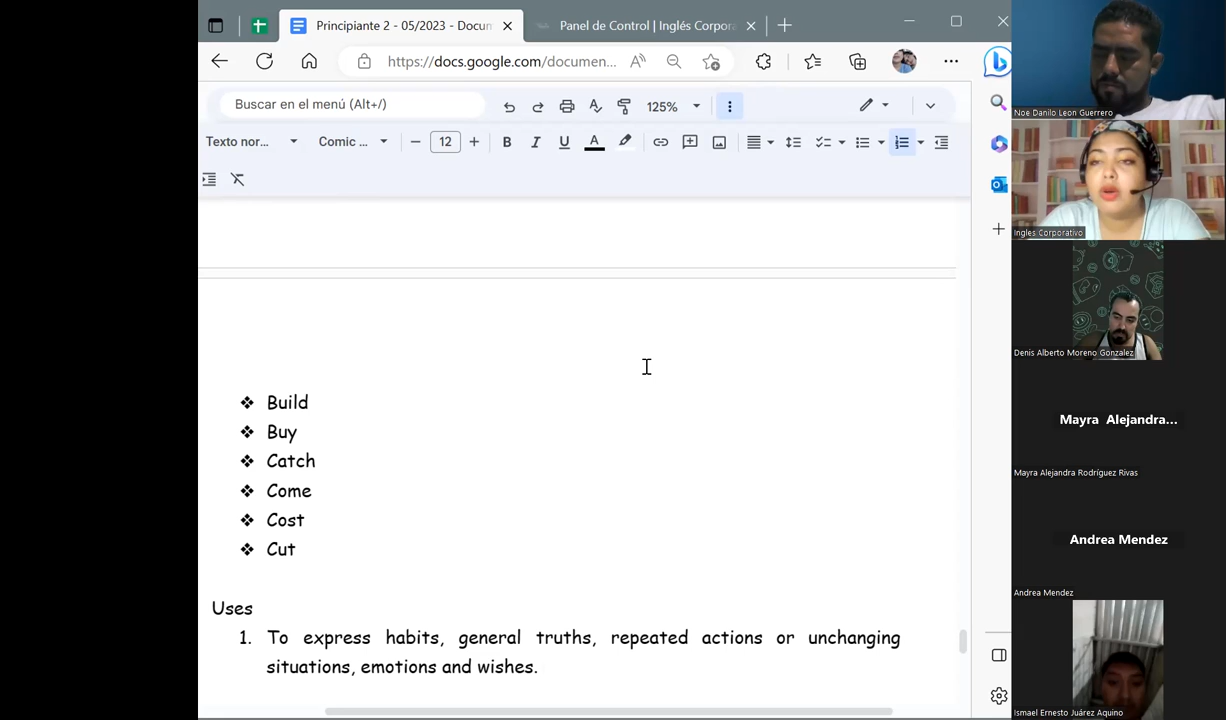 Principiante 2 - 05/2023 - Docun
Panel de Control | Inglés Corpora
https://docs.google.com/documen...
Buscar en el menú (Alt+/)
125%
Texto nor...
Comic ...
12
Build
Buy
Catch
Come
Cost
Cut
Uses
1. To express habits, general truths, repeated actions or unchanging
situations, emotions and wishes.
Noe Danilo Leon Guerrero
Ingles Corporativo
Denis Alberto Moreno Gonzalez
Mayra Alejandra...
Mayra Alejandra Rodríguez Rivas
Andrea Mendez
Andrea Mendez
Ismael Ernesto Juárez Aquino